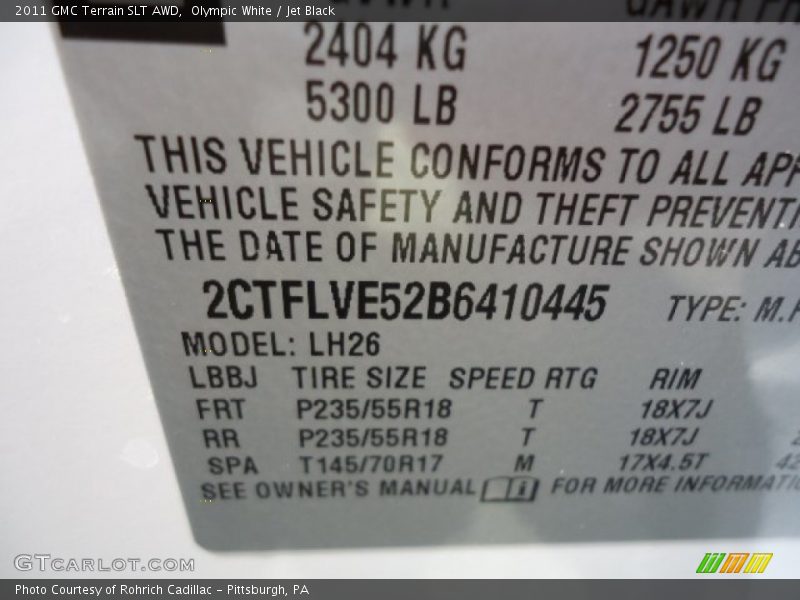 2011 GMC Terrain SLT AWD, Olympic White / Jet Black
2404 KG 1250 KG
5300 LB 2755 LB
THIS VEHICLE CONFORMS TO ALL APP
VEHICLE SAFETY AND THEFT PREVENTI
THE DATE OF MANUFACTURE SHOWN AB
2CTFLVE52B6410445 TYPE: M.P
MODEL: LH26
LBBJ TIRE SIZE SPEED RTG RIM
FRT P235/55R18 T 18X7J
RR P235/55R18 T 18X7J
SPA T145/70R17 M 17X4.5T 42
SEE OWNER'S MANUAL i FOR MORE INFORMATIO
GTCARLOT.COM
Photo Courtesy of Rohrich Cadillac - Pittsburgh, PA